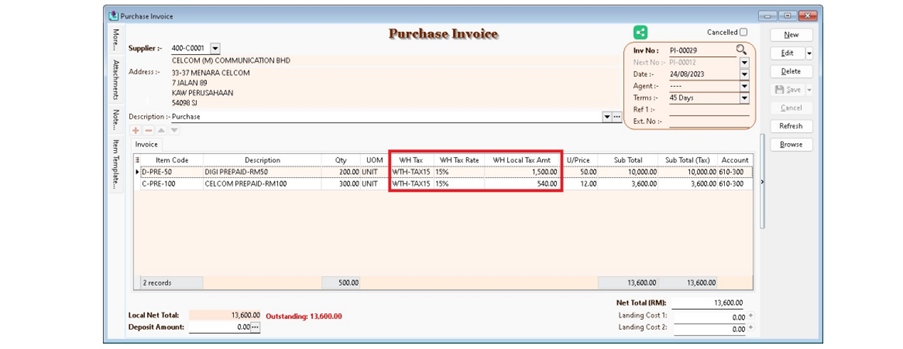 Purchase Invoice
Purchase Invoice
Cancelled
Supplier :- 400-C0001
CELCOM (M) COMMUNICATION BHD
Address :- 33-37 MENARA CELCOM
7 JALAN 89
KAW PERUSAHAAN
54098 SJ
Description :- Purchase
Inv No : PI-00029
Next No :- PI-00012
Date :- 24/08/2023
Agent :- ----
Terms :- 45 Days
Ref 1 :-
Ext. No :-
New
Edit
Delete
Save
Cancel
Refresh
Browse
More...
Attachments
Note...
Item Template...
Invoice
Item Code Description Qty UOM WH Tax WH Tax Rate WH Local Tax Amt U/Price Sub Total Sub Total (Tax) Account
D-PRE-50 DIGI PREPAID-RM50 200.00 UNIT WTH-TAX15 15% 1,500.00 50.00 10,000.00 10,000.00 610-300
C-PRE-100 CELCOM PREPAID-RM100 300.00 UNIT WTH-TAX15 15% 540.00 12.00 3,600.00 3,600.00 610-300
2 records 500.00 13,600.00 13,600.00
Net Total (RM): 13,600.00
Local Net Total: 13,600.00 Outstanding: 13,600.00
Landing Cost 1: 0.00
Deposit Amount: 0.00
Landing Cost 2: 0.00